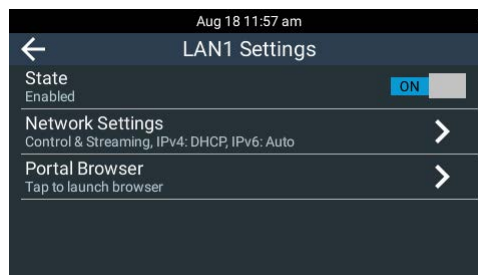 Aug 18 11:57 am
LAN1 Settings
State
Enabled
ON
Network Settings
Control & Streaming, IPv4: DHCP, IPv6: Auto
Portal Browser
Tap to launch browser